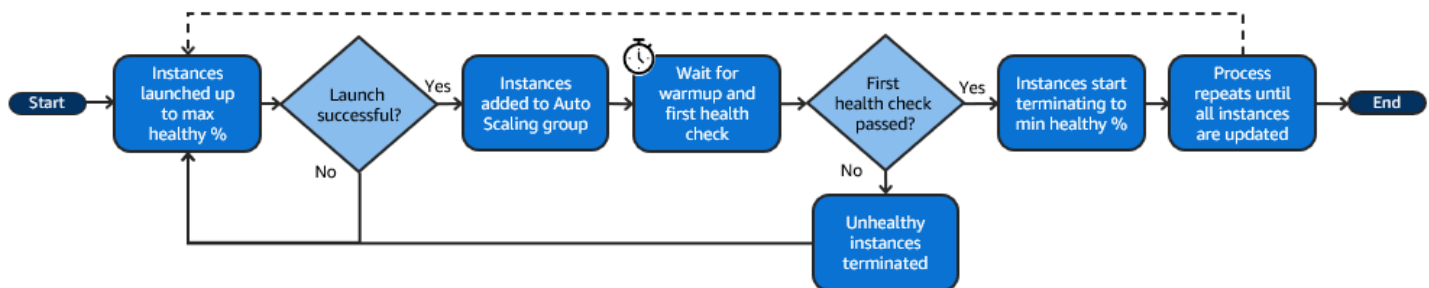 Start
Instances
launched up
to max
healthy %
Launch
successful?
Yes
No
Instances
added to Auto
Scaling group
Wait for
warmup and
first health
check
First
health check
passed?
Yes
No
Unhealthy
instances
terminated
Instances start
terminating to
min healthy %
Process
repeats until
all instances
are updated
End